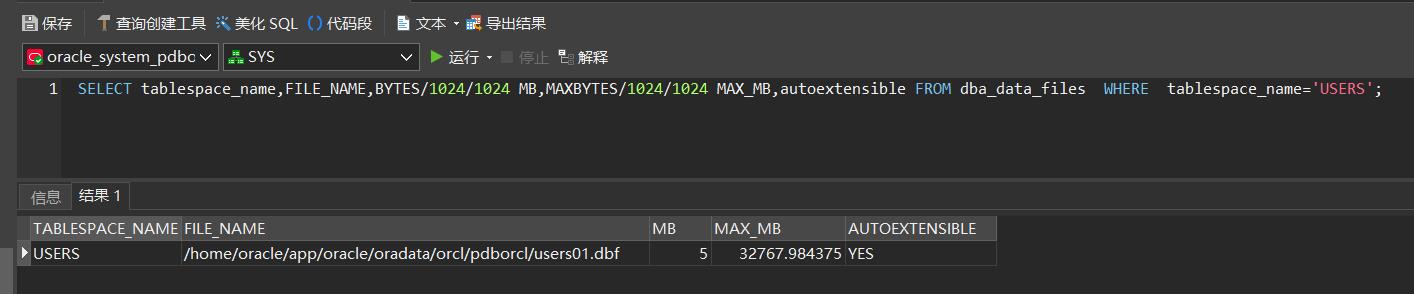 保存 查询创建工具 美化 SQL 代码段 文本 导出结果
oracle_system_pdbo SYS 运行 停止 解释
1 SELECT tablespace_name,FILE_NAME,BYTES/1024/1024 MB,MAXBYTES/1024/1024 MAX_MB,autoextensible FROM dba_data_files  WHERE  tablespace_name='USERS';
信息 结果 1
TABLESPACE_NAME FILE_NAME MB MAX_MB AUTOEXTENSIBLE
USERS /home/oracle/app/oracle/oradata/orcl/pdborcl/users01.dbf 5 32767.984375 YES